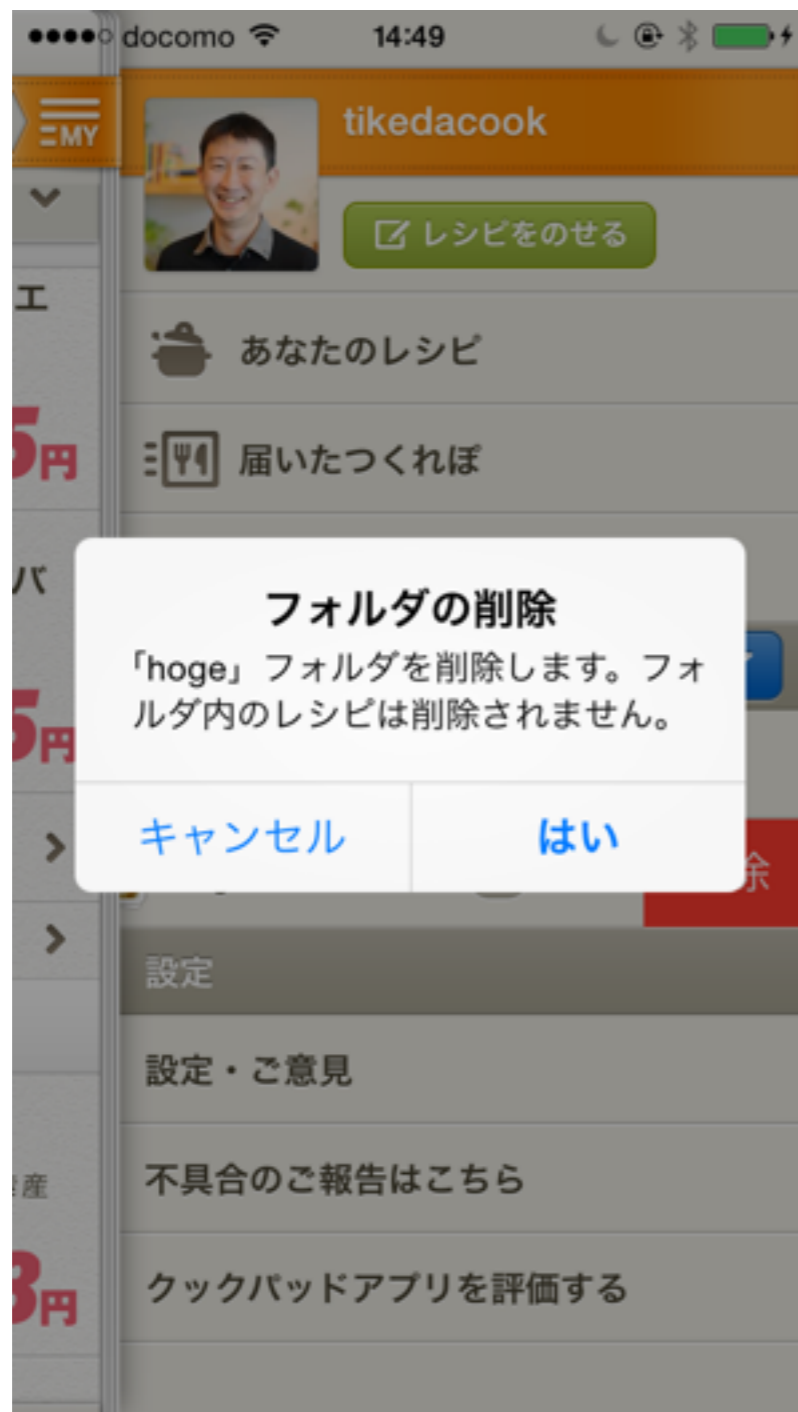 docomo 14:49
MY
tikedacook
レシピをのせる
エ
あなたのレシピ
5円
届いたつくれぽ
バ
フォルダの削除
「hoge」フォルダを削除します。フォ
ルダ内のレシピは削除されません。
5円
キャンセル はい
除
設定
設定・ご意見
産
不具合のご報告はこちら
3円
クックパッドアプリを評価する